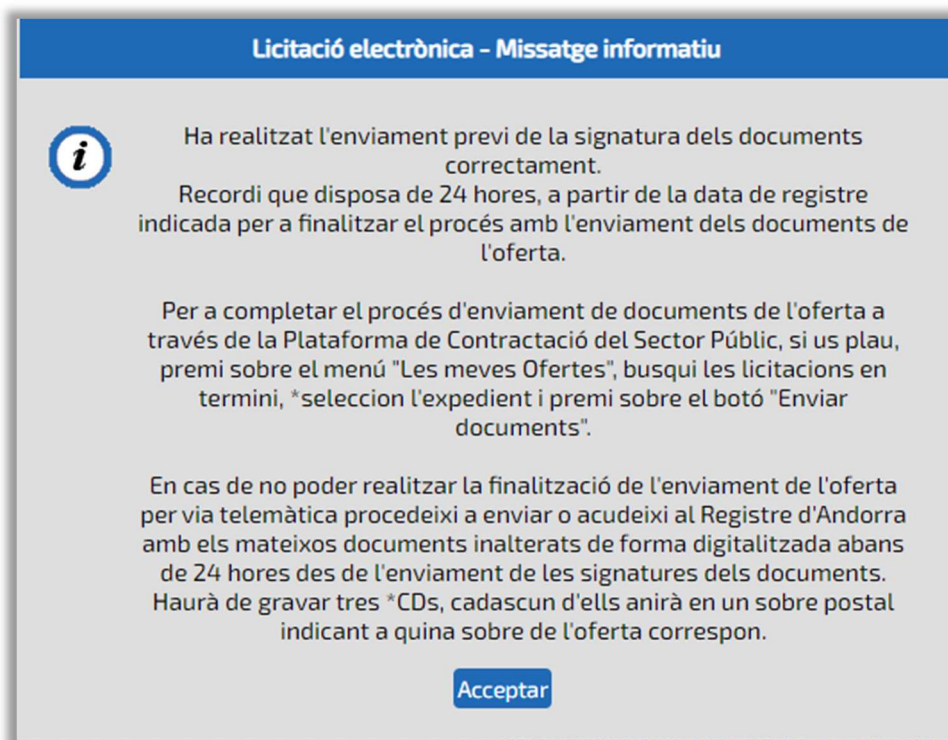 Licitació electrònica - Missatge informatiu
i
Ha realitzat l'enviament previ de la signatura dels documents
correctament.
Recordi que disposa de 24 hores, a partir de la data de registre
indicada per a finalitzar el procés amb l'enviament dels documents de
l'oferta.
Per a completar el procés d'enviament de documents de l'oferta a
través de la Plataforma de Contractació del Sector Públic, si us plau,
premi sobre el menú "Les meves Ofertes", busqui les licitacions en
termini, *seleccion l'expedient i premi sobre el botó "Enviar
documents".
En cas de no poder realitzar la finalització de l'enviament de l'oferta
per via telemàtica procedeixi a enviar o acudeixi al Registre d'Andorra
amb els mateixos documents inalterats de forma digitalitzada abans
de 24 hores des de l'enviament de les signatures dels documents.
Haurà de gravar tres *CDs, cadascun d'ells anirà en un sobre postal
indicant a quina sobre de l'oferta correspon.
Acceptar